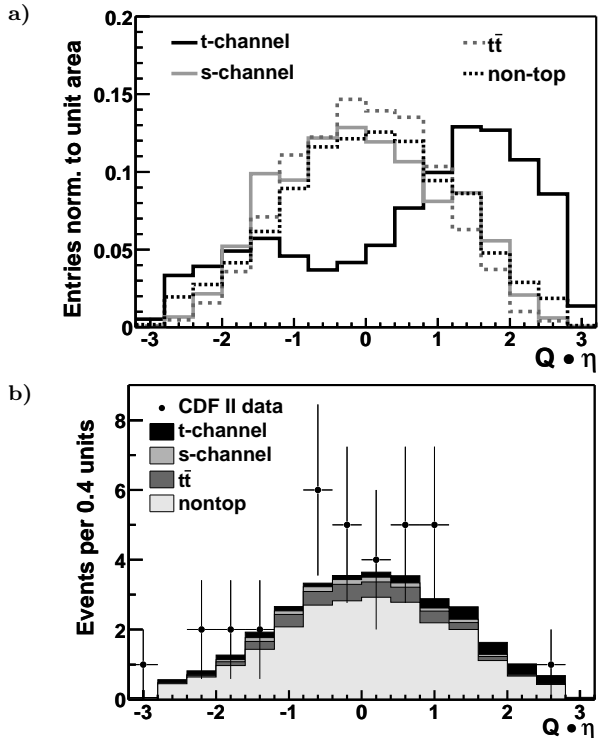 a)
Entries norm. to unit area
0.2
0.15
0.1
0.05
0
t-channel
s-channel
tt̄
non-top
-3 -2 -1 0 1 2 3
Q • η
b)
Events per 0.4 units
8
6
4
2
0
CDF II data
t-channel
s-channel
tt̄
nontop
-3 -2 -1 0 1 2 3
Q • η